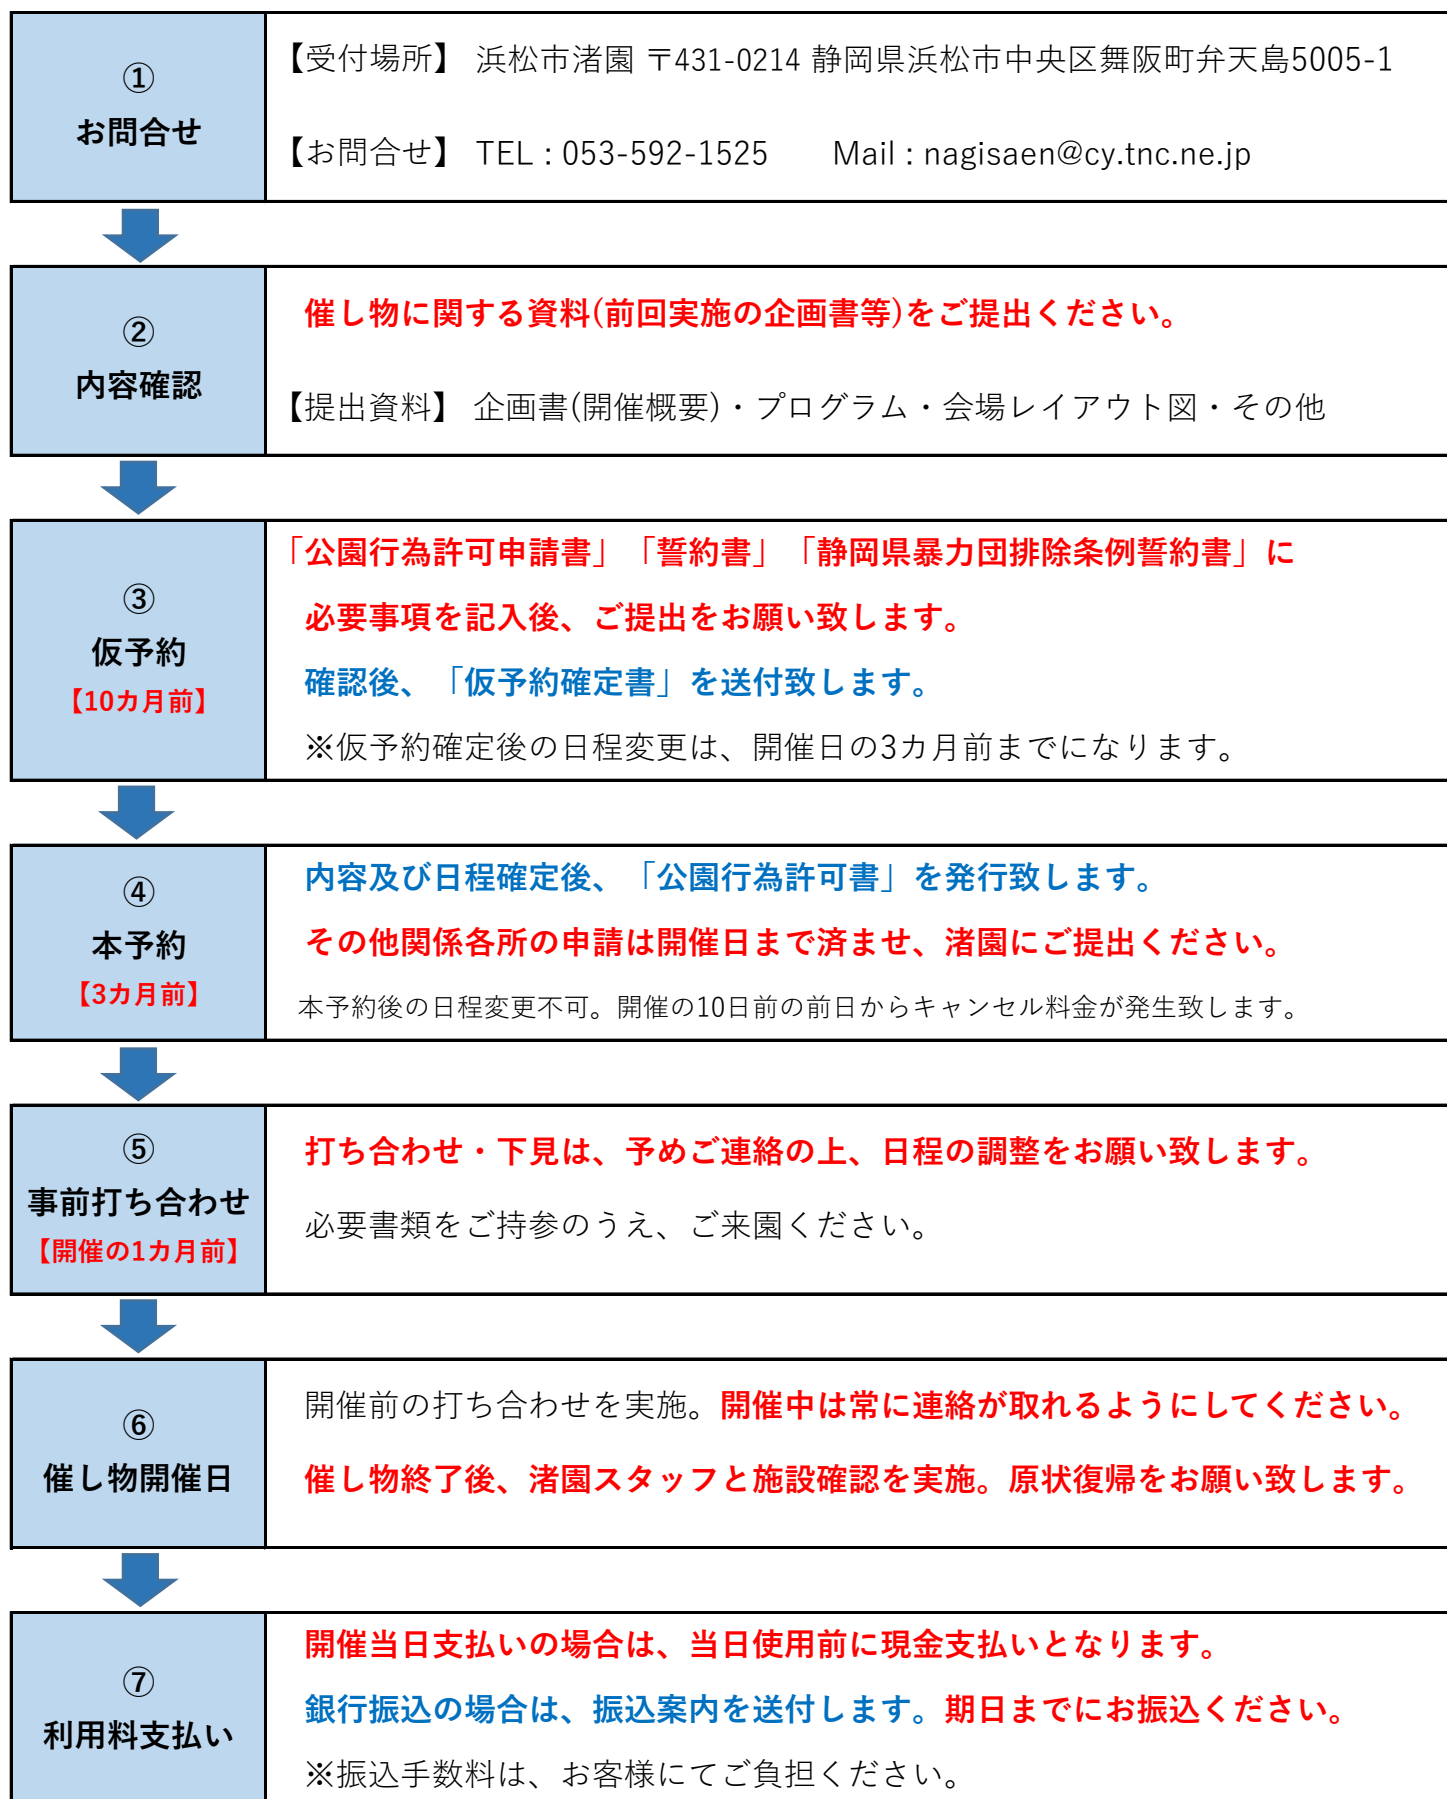 ①
お問合せ
【受付場所】 浜松市渚園 〒431-0214 静岡県浜松市中央区舞阪町弁天島5005-1
【お問合せ】 TEL : 053-592-1525 Mail : nagisaen@cy.tnc.ne.jp
②
内容確認
催し物に関する資料(前回実施の企画書等)をご提出ください。
【提出資料】 企画書(開催概要)・プログラム・会場レイアウト図・その他
③
仮予約
【10カ月前】
「公園行為許可申請書」「誓約書」「静岡県暴力団排除条例誓約書」に
必要事項を記入後、ご提出をお願い致します。
確認後、「仮予約確定書」を送付致します。
※仮予約確定後の日程変更は、開催日の3カ月前までになります。
④
本予約
【3カ月前】
内容及び日程確定後、「公園行為許可書」を発行致します。
その他関係各所の申請は開催日まで済ませ、渚園にご提出ください。
本予約後の日程変更不可。開催の10日前の前日からキャンセル料金が発生致します。
⑤
事前打ち合わせ
【開催の1カ月前】
打ち合わせ・下見は、予めご連絡の上、日程の調整をお願い致します。
必要書類をご持参のうえ、ご来園ください。
⑥
催し物開催日
開催前の打ち合わせを実施。開催中は常に連絡が取れるようにしてください。
催し物終了後、渚園スタッフと施設確認を実施。原状復帰をお願い致します。
⑦
利用料支払い
開催当日支払いの場合は、当日使用前に現金支払いとなります。
銀行振込の場合は、振込案内を送付します。期日までにお振込ください。
※振込手数料は、お客様にてご負担ください。